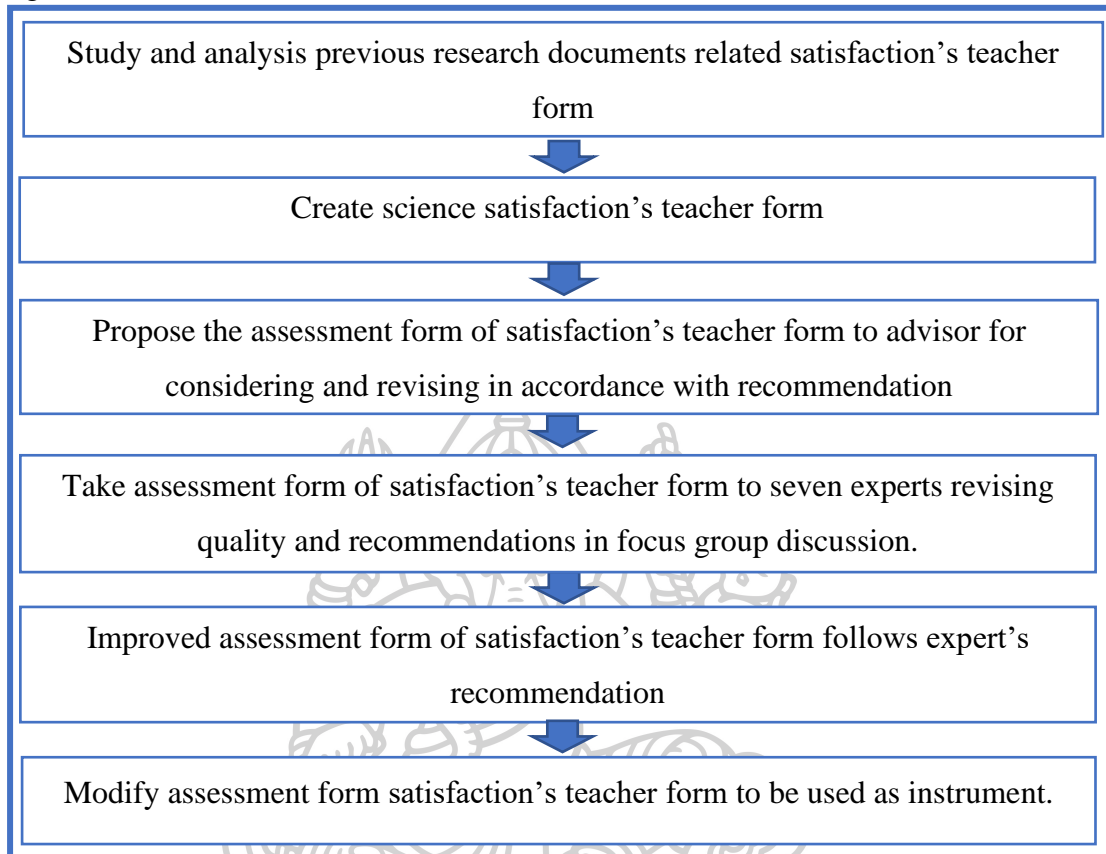 Study and analysis previous research documents related satisfaction’s teacher
form
Create science satisfaction’s teacher form
Propose the assessment form of satisfaction’s teacher form to advisor for
considering and revising in accordance with recommendation
Take assessment form of satisfaction’s teacher form to seven experts revising
quality and recommendations in focus group discussion.
Improved assessment form of satisfaction’s teacher form follows expert’s
recommendation
Modify assessment form satisfaction’s teacher form to be used as instrument.